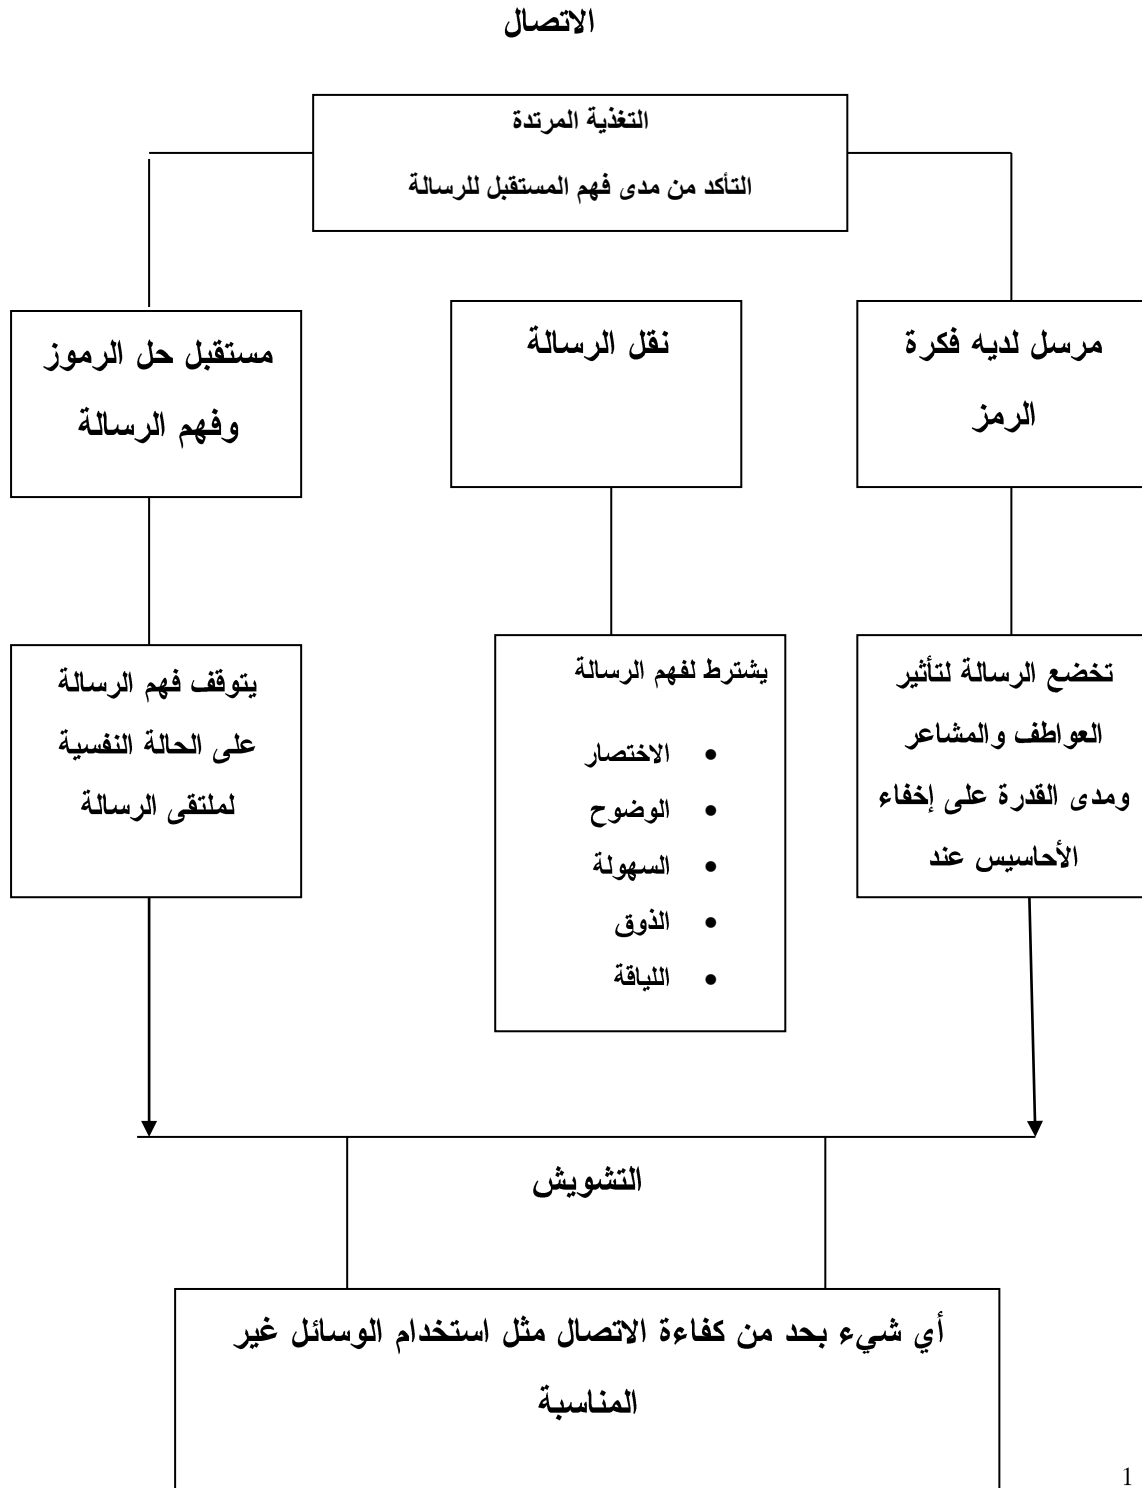 الاتصال
التغذية المرتدة
التأكد من مدى فهم المستقبل للرسالة
مرسل لديه فكرة
الرمز
نقل الرسالة
مستقبل حل الرموز
وفهم الرسالة
تخضع الرسالة لتأثير
العواطف والمشاعر
ومدى القدرة على إخفاء
الأحاسيس عند
يشترط لفهم الرسالة
• الاختصار
• الوضوح
• السهولة
• الذوق
• اللياقة
يتوقف فهم الرسالة
على الحالة النفسية
لملتقى الرسالة
التشويش
أي شيء بحد من كفاءة الاتصال مثل استخدام الوسائل غير
المناسبة
1